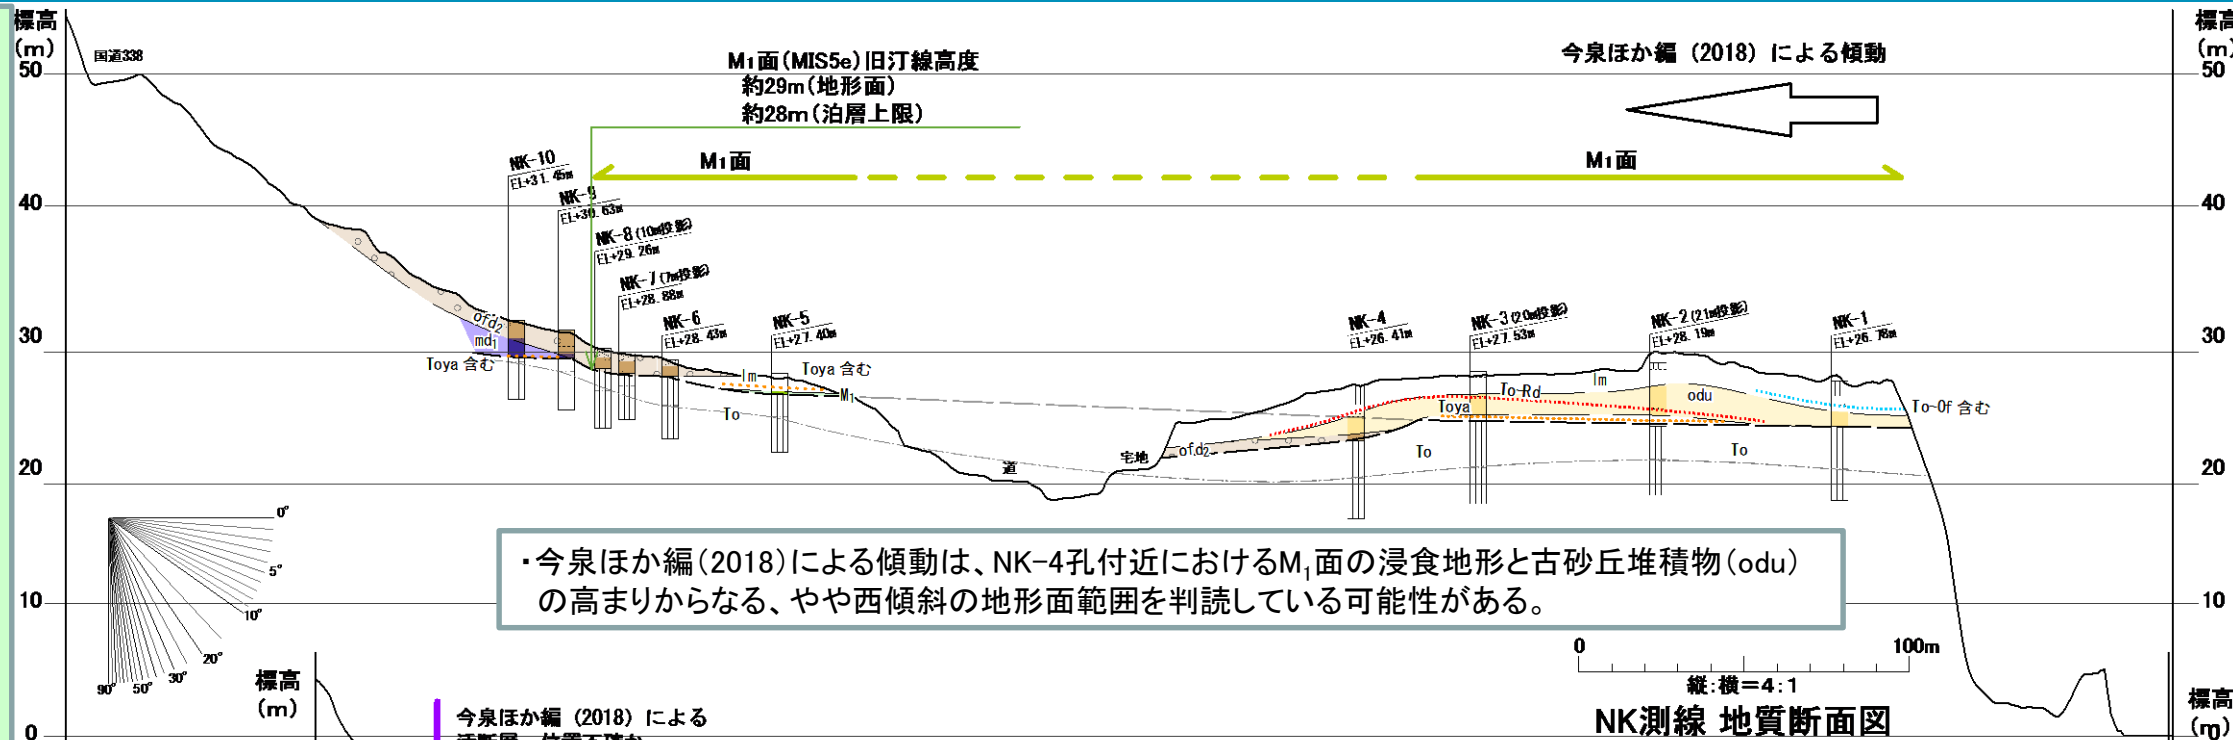 標高
(m)
国道338
50
40
30
20
10
0
M1面(MIS5e)旧汀線高度
約29m(地形面)
約28m(泊層上限)
今泉ほか編 (2018) による傾動
標高
(m)
50
40
30
20
10
M1面
M1面
NK-10
EL+31.45m
NK-9
EL+30.63m
NK-8 (10m投影)
EL+29.26m
NK-7 (7m投影)
EL+28.88m
NK-6
EL+28.43m
NK-5
EL+27.40m
NK-4
EL+26.41m
NK-3 (20m投影)
EL+27.53m
NK-2 (21m投影)
EL+28.19m
NK-1
EL+26.78m
ofd2
md1
Toya 含む
lm
Toya 含む
M1
To
道
宅地
ofd2
Toya
To-Rd
lm
odu
To-Of 含む
To
To
0°
5°
10°
20°
30°
50°
90°
・今泉ほか編(2018)による傾動は、NK-4孔付近におけるM1面の浸食地形と古砂丘堆積物(odu)
の高まりからなる、やや西傾斜の地形面範囲を判読している可能性がある。
0 100m
縦:横=4:1
NK測線 地質断面図
標高
(m)
今泉ほか編 (2018) による
標高
(m)
0